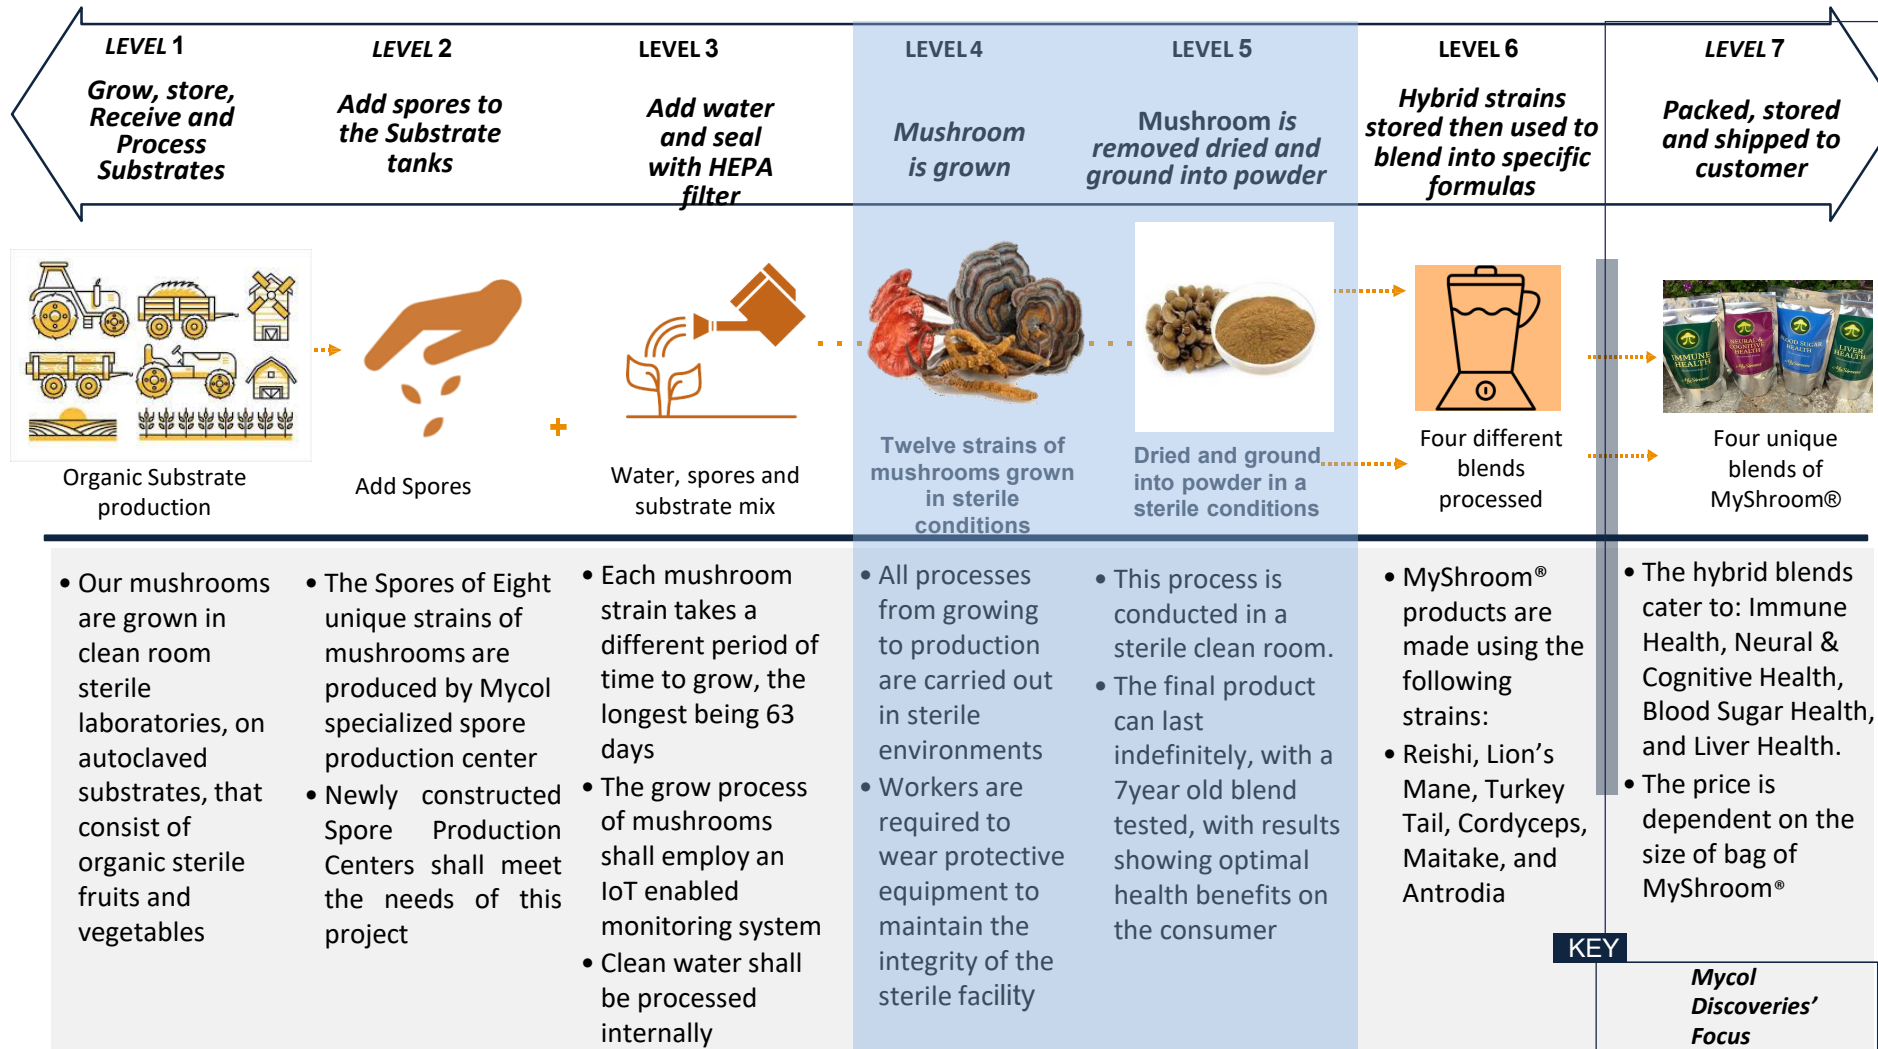 LEVEL 1
Grow, store,
Receive and
Process
Substrates
LEVEL 2
Add spores to
the Substrate
tanks
LEVEL 3
Add water
and seal
with HEPA
filter
LEVEL 4
Mushroom
is grown
LEVEL 5
Mushroom is
removed dried and
ground into powder
LEVEL 6
Hybrid strains
stored then used to
blend into specific
formulas
LEVEL 7
Packed, stored
and shipped to
customer
Organic Substrate
production
Add Spores
+
Water, spores and
substrate mix
Twelve strains of
mushrooms grown
in sterile
conditions
Dried and ground
into powder in a
sterile conditions
Four different
blends
processed
IMMUNE
HEALTH
NEURAL &
COGNITIVE
HEALTH
BLOOD SUGAR
HEALTH
LIVER
HEALTH
Four unique
blends of
MyShroom®
• Our mushrooms
are grown in
clean room
sterile
laboratories, on
autoclaved
substrates, that
consist of
organic sterile
fruits and
vegetables
• The Spores of Eight
unique strains of
mushrooms are
produced by Mycol
specialized spore
production center
• Newly constructed
Spore Production
Centers shall meet
the needs of this
project
• Each mushroom
strain takes a
different period of
time to grow, the
longest being 63
days
• The grow process
of mushrooms
shall employ an
IoT enabled
monitoring system
• Clean water shall
be processed
internally
• All processes
from growing
to production
are carried out
in sterile
environments
• Workers are
required to
wear protective
equipment to
maintain the
integrity of the
sterile facility
• This process is
conducted in a
sterile clean room.
• The final product
can last
indefinitely, with a
7year old blend
tested, with results
showing optimal
health benefits on
the consumer
• MyShroom®
products are
made using the
following
strains:
• Reishi, Lion's
Mane, Turkey
Tail, Cordyceps,
Maitake, and
Antrodia
• The hybrid blends
cater to: Immune
Health, Neural &
Cognitive Health,
Blood Sugar Health,
and Liver Health.
• The price is
dependent on the
size of bag of
MyShroom®
KEY
Mycol
Discoveries'
Focus